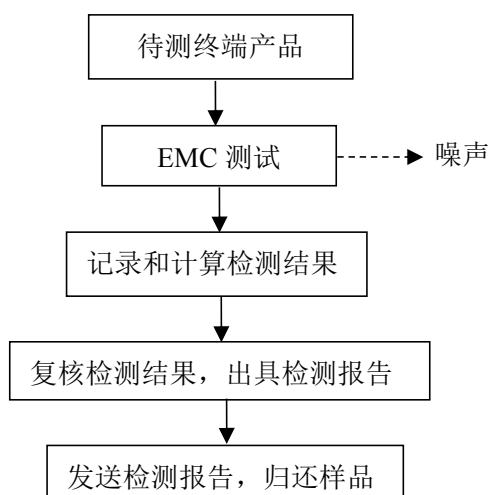 待测终端产品
EMC 测试
噪声
记录和计算检测结果
复核检测结果，出具检测报告
发送检测报告，归还样品